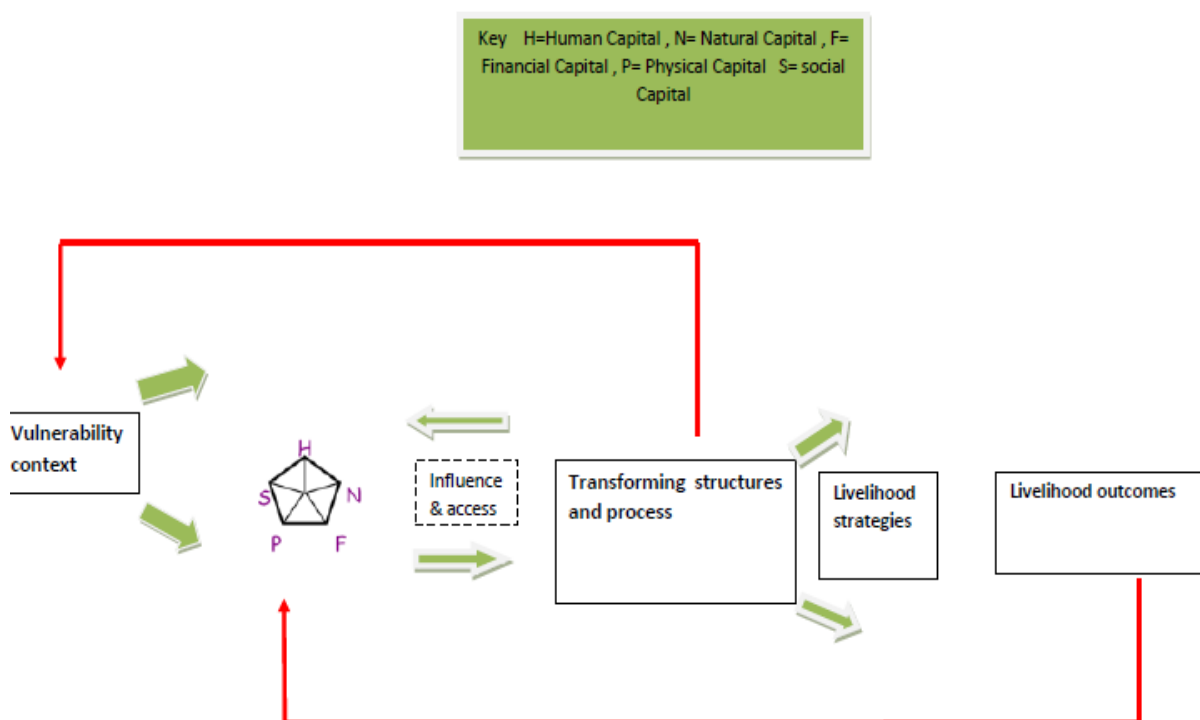 Key H=Human Capital , N= Natural Capital , F=
Financial Capital , P= Physical Capital S= social
Capital
Vulnerability
context
H
S
N
P
F
Influence
& access
Transforming structures
and process
Livelihood
strategies
Livelihood outcomes